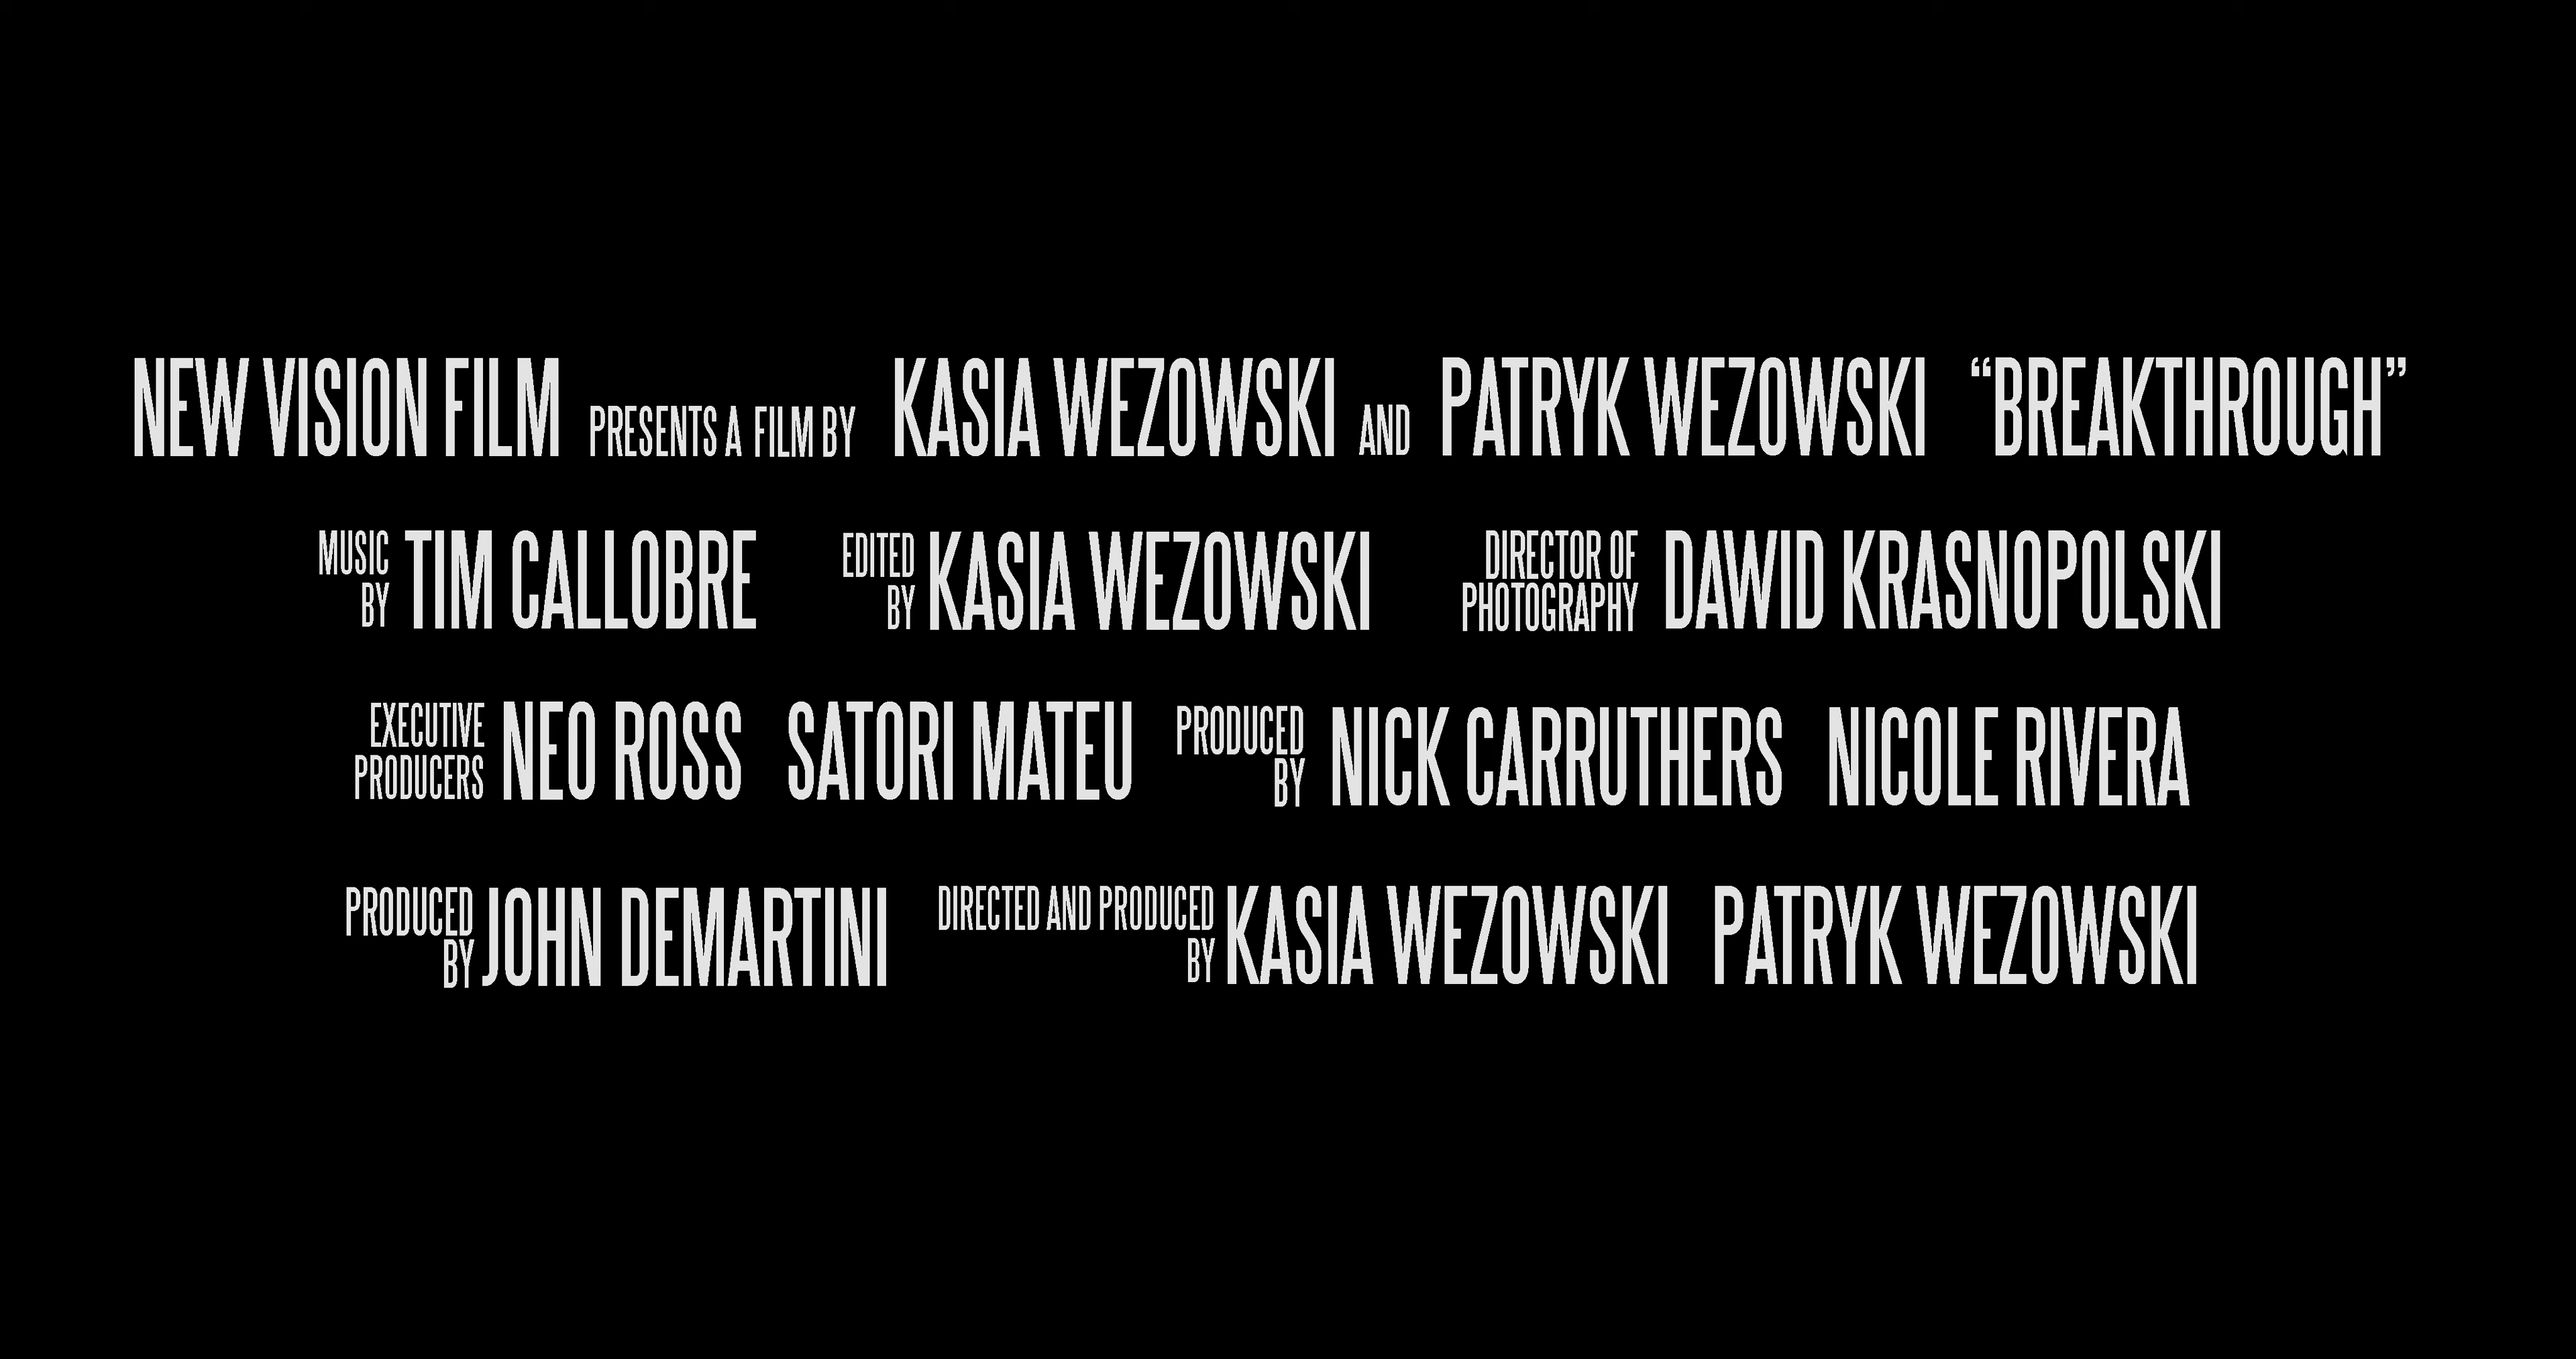 NEW VISION FILM PRESENTS A FILM BY KASIA WEZOWSKI AND PATRYK WEZOWSKI “BREAKTHROUGH”
MUSIC BY TIM CALLOBRE EDITED BY KASIA WEZOWSKI DIRECTOR OF PHOTOGRAPHY DAWID KRASNOPOLSKI
EXECUTIVE PRODUCERS NEO ROSS SATORI MATEU PRODUCED BY NICK CARRUTHERS NICOLE RIVERA
PRODUCED BY JOHN DEMARTINI DIRECTED AND PRODUCED BY KASIA WEZOWSKI PATRYK WEZOWSKI